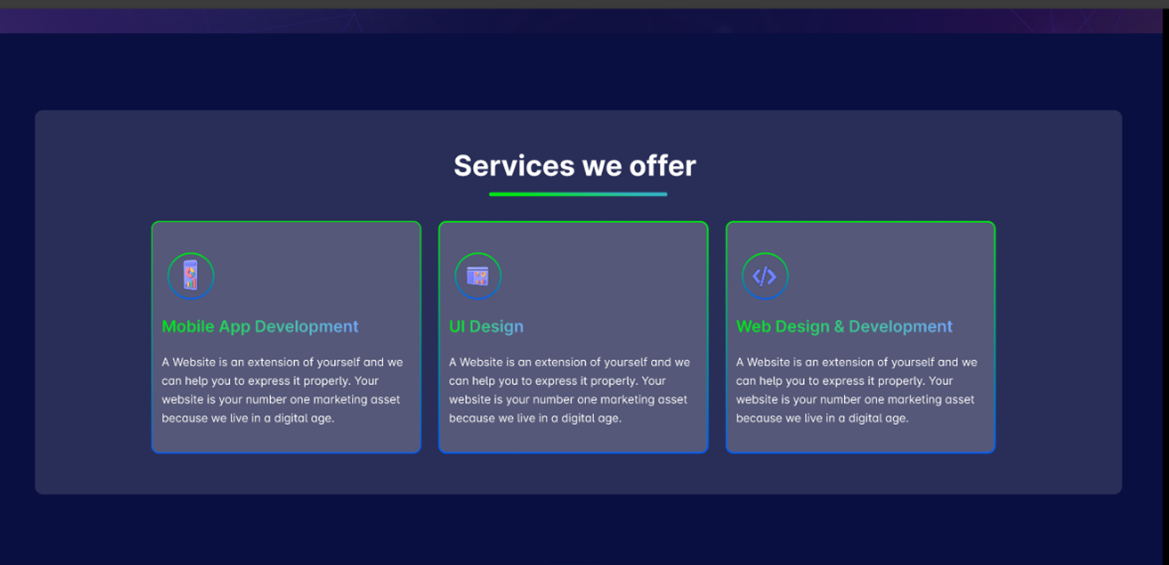 Services we offer
Mobile App Development
A Website is an extension of yourself and we
can help you to express it properly. Your
website is your number one marketing asset
because we live in a digital age.
UI Design
A Website is an extension of yourself and we
can help you to express it properly. Your
website is your number one marketing asset
because we live in a digital age.
Web Design & Development
A Website is an extension of yourself and we
can help you to express it properly. Your
website is your number one marketing asset
because we live in a digital age.